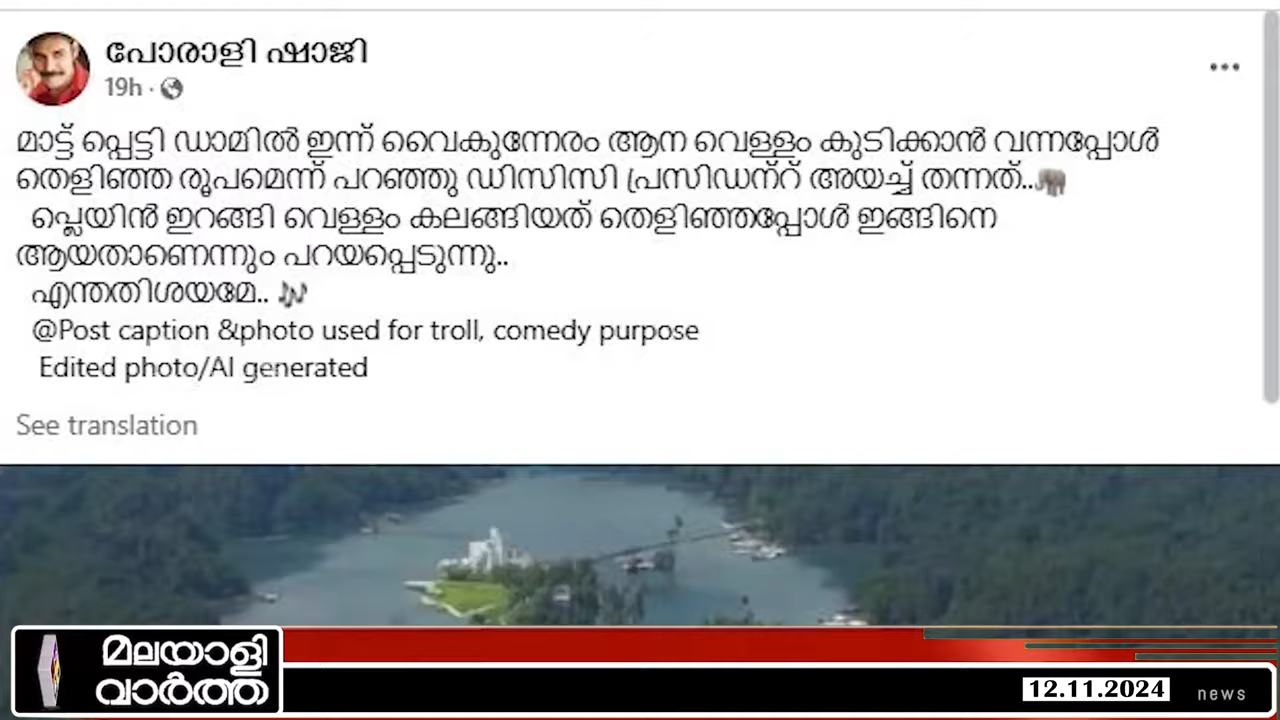 പോരാളി ഷാജി
19h ·
മാട്ട് പ്പെട്ടി ഡാമിൽ ഇന്ന് വൈകുന്നേരം ആന വെള്ളം കുടിക്കാൻ വന്നപ്പോൾ
തെളിഞ്ഞ രൂപമെന്ന് പറഞ്ഞു ഡിസിസി പ്രസിഡന്റ് അയച്ച് തന്നത്..🐘
പ്ലെയിൻ ഇറങ്ങി വെള്ളം കലങ്ങിയത് തെളിഞ്ഞപ്പോൾ ഇങ്ങിനെ
ആയതാണെന്നും പറയപ്പെടുന്നു..
എന്തതിശയമേ.. 🎶
@Post caption &photo used for troll, comedy purpose
Edited photo/AI generated
See translation
മലയാളി
വാർത്ത
12.11.2024
news